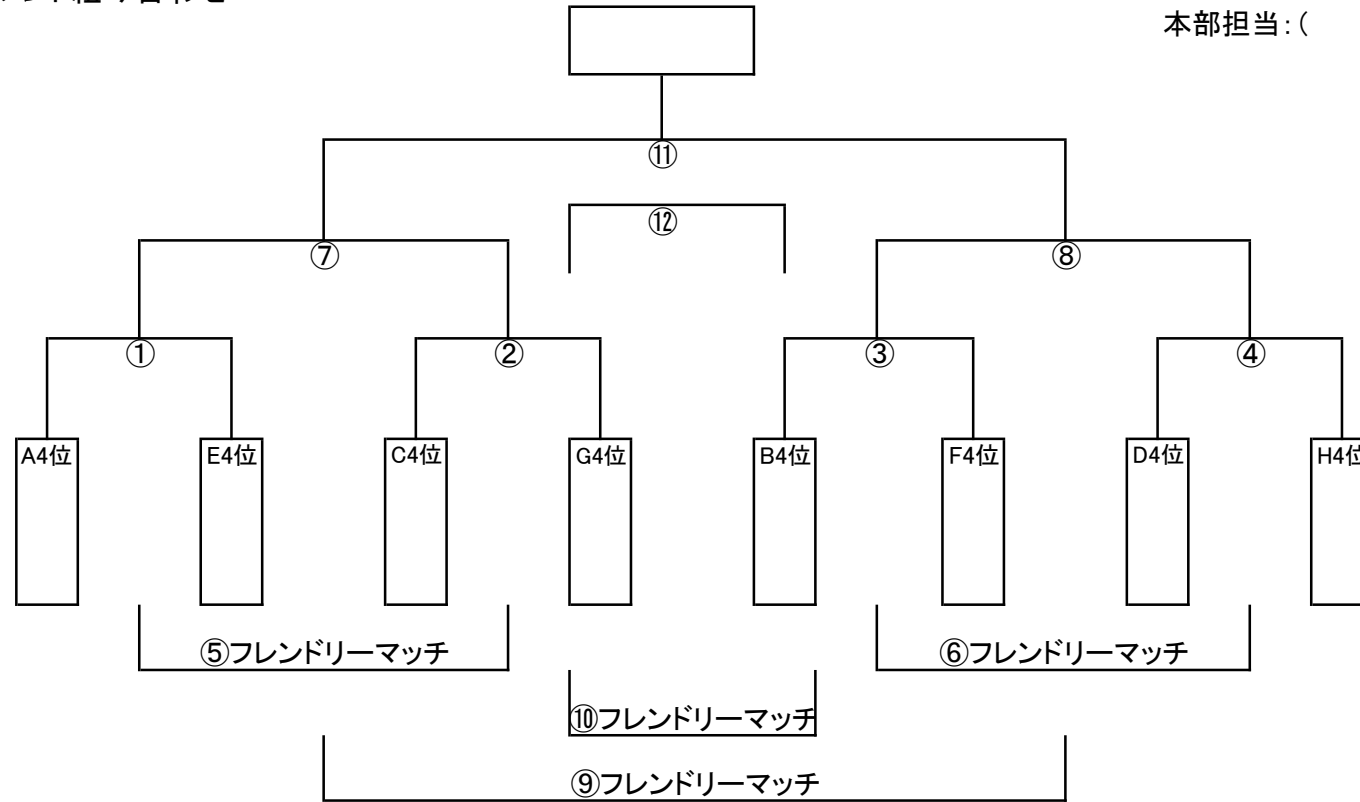 本部担当：（
⑪
⑫
⑦
⑧
①
②
③
④
A4位
E4位
C4位
G4位
B4位
F4位
D4位
H4位
⑤フレンドリーマッチ
⑥フレンドリーマッチ
⑩フレンドリーマッチ
⑨フレンドリーマッチ